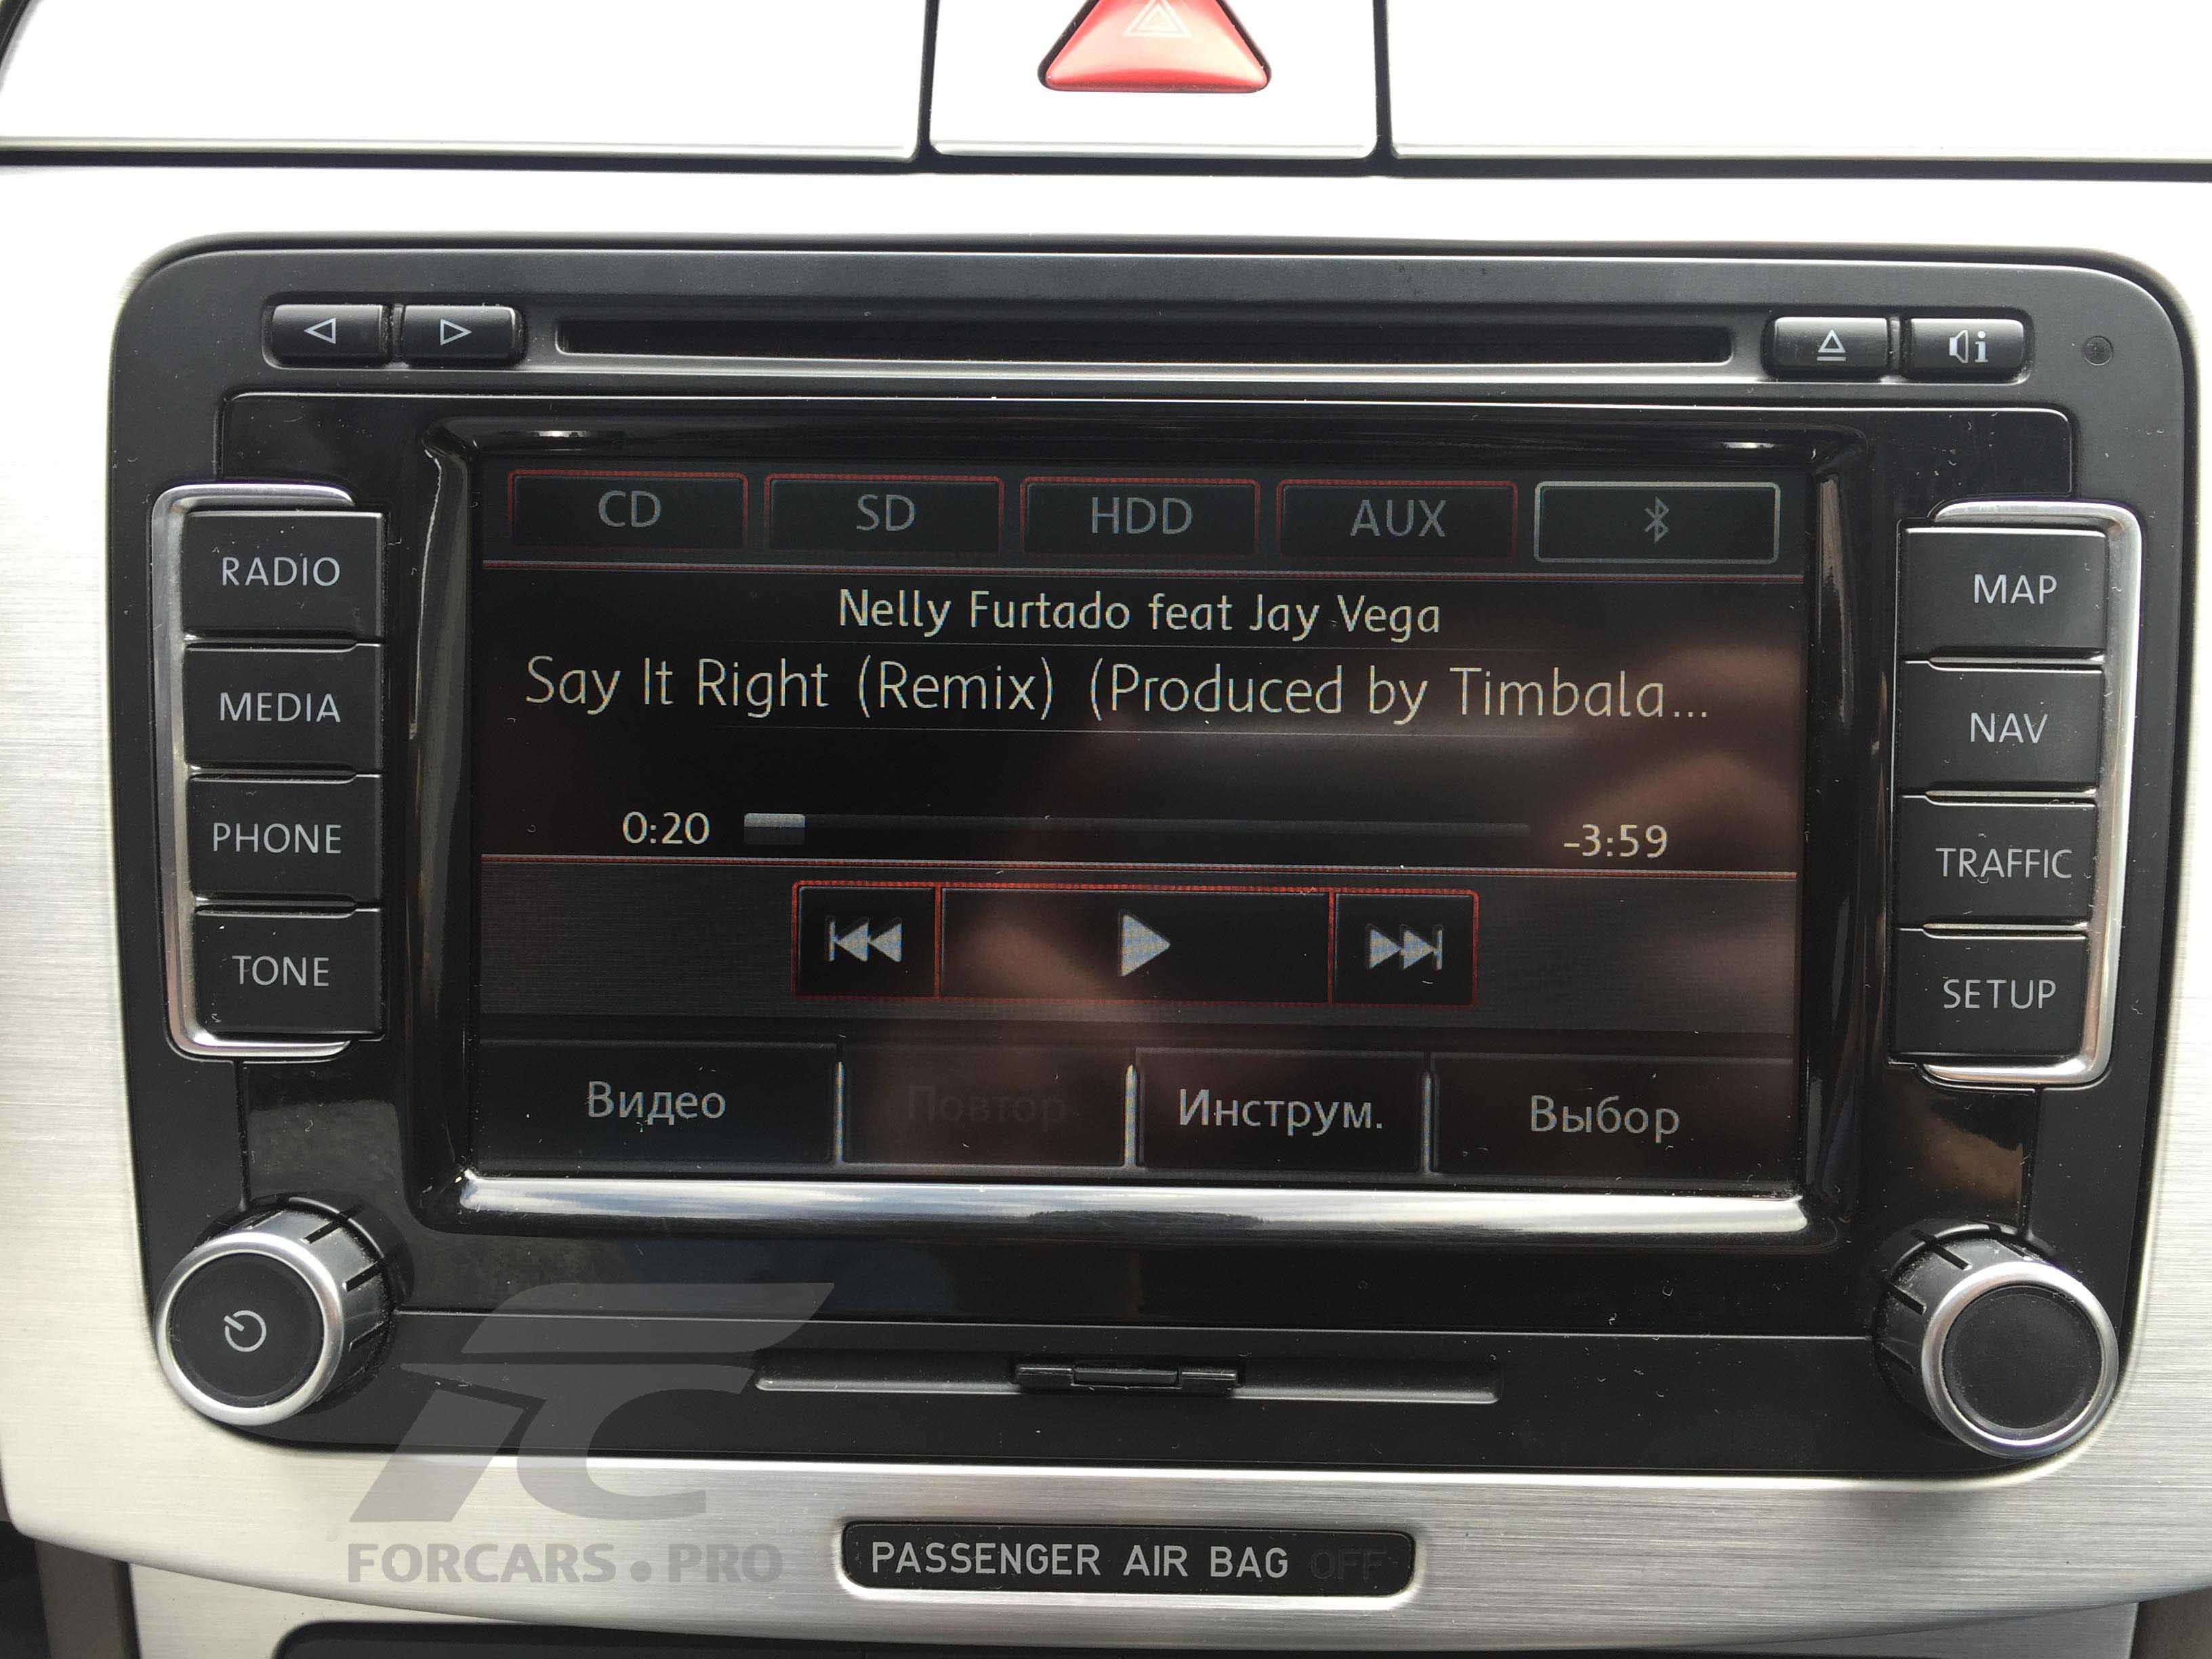 CD SD HDD AUX
Nelly Furtado feat Jay Vega
Say It Right (Remix) (Produced by Timbala...
0:20 -3:59
Видео Повтор Инструм. Выбор
RADIO
MEDIA
PHONE
TONE
MAP
NAV
TRAFFIC
SETUP
FC
FORCARS.PRO
PASSENGER AIR BAG OFF